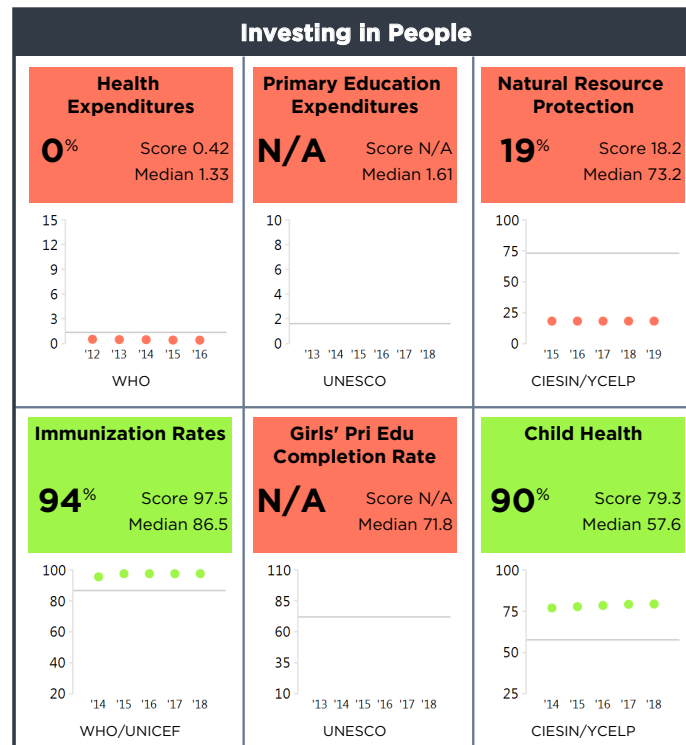 Investing in People
Health
Expenditures
0%
Score 0.42
Median 1.33
15
12
9
6
3
0
'12 '13 '14 '15 '16
WHO
Primary Education
Expenditures
N/A
Score N/A
Median 1.61
10
8
6
4
2
0
'13 '14 '15 '16 '17 '18
UNESCO
Natural Resource
Protection
19%
Score 18.2
Median 73.2
100
75
50
25
0
'15 '16 '17 '18 '19
CIESIN/YCELP
Immunization Rates
94%
Score 97.5
Median 86.5
100
80
60
40
20
'14 '15 '16 '17 '18
WHO/UNICEF
Girls' Pri Edu
Completion Rate
N/A
Score N/A
Median 71.8
110
85
60
35
10
'13 '14 '15 '16 '17 '18
UNESCO
Child Health
90%
Score 79.3
Median 57.6
100
75
50
25
'14 '15 '16 '17 '18
CIESIN/YCELP